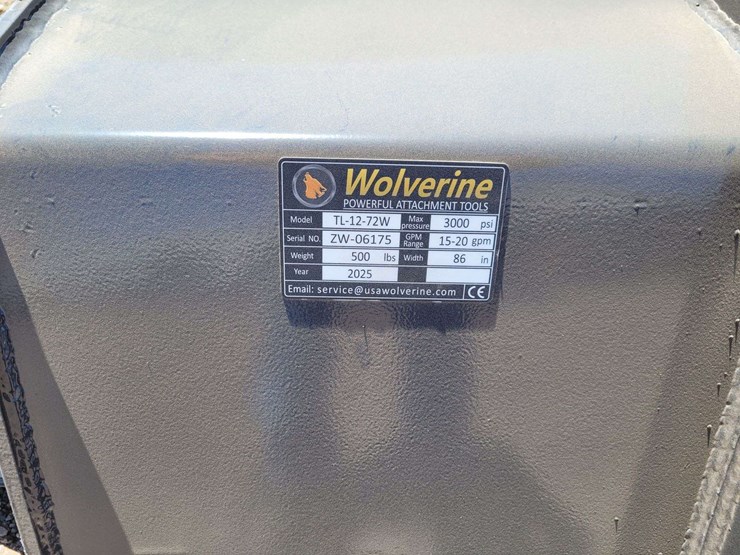 Wolverine
POWERFUL ATTACHMENT TOOLS
Model TL-12-72W Max pressure 3000 psi
Serial NO. ZW-06175 GPM Range 15-20 gpm
Weight 500 lbs Width 86 in
Year 2025
Email: service@usawolverine.com CE